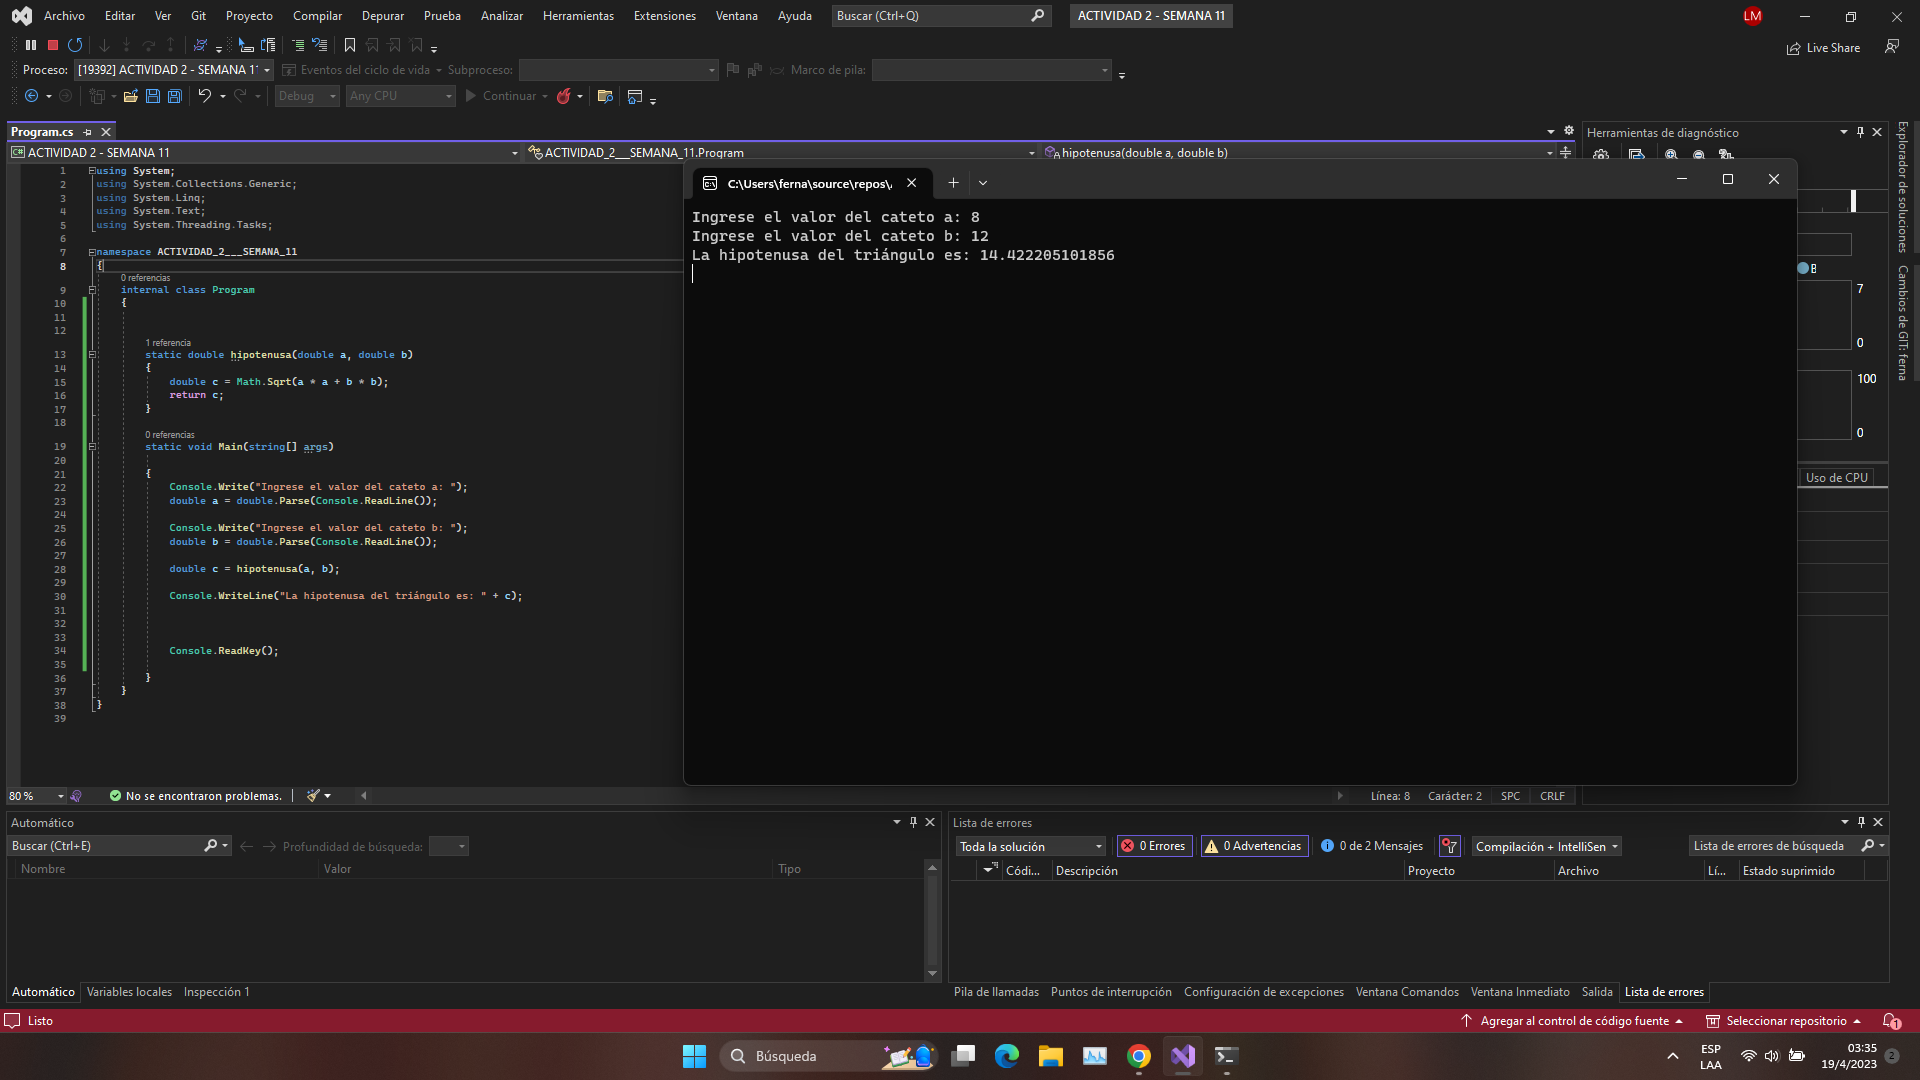 Archivo Editar Ver Git Proyecto Compilar Depurar Prueba Analizar Herramientas Extensiones Ventana Ayuda Buscar (Ctrl+Q) ACTIVIDAD 2 - SEMANA 11 LM
Live Share
Proceso: [19392] ACTIVIDAD 2 - SEMANA 1 Eventos del ciclo de vida Subproceso: Marco de pila:
Debug Any CPU Continuar
Program.cs
ACTIVIDAD 2 - SEMANA 11 ACTIVIDAD_2___SEMANA_11.Program hipotenusa(double a, double b)
1 using System;
2 using System.Collections.Generic;
3 using System.Linq;
4 using System.Text;
5 using System.Threading.Tasks;
6
7 namespace ACTIVIDAD_2___SEMANA_11
8 {
0 referencias
9 internal class Program
10 {
11
12
1 referencia
13 static double hipotenusa(double a, double b)
14 {
15 double c = Math.Sqrt(a * a + b * b);
16 return c;
17 }
18
0 referencias
19 static void Main(string[] args)
20
21 {
22 Console.Write("Ingrese el valor del cateto a: ");
23 double a = double.Parse(Console.ReadLine());
24
25 Console.Write("Ingrese el valor del cateto b: ");
26 double b = double.Parse(Console.ReadLine());
27
28 double c = hipotenusa(a, b);
29
30 Console.WriteLine("La hipotenusa del triángulo es: " + c);
31
32
33
34 Console.ReadKey();
35
36 }
37 }
38 }
39
80 % No se encontraron problemas. Línea: 8 Carácter: 2 SPC CRLF
C:\Users\ferna\source\repos\.
Ingrese el valor del cateto a: 8
Ingrese el valor del cateto b: 12
La hipotenusa del triángulo es: 14.422205101856
Herramientas de diagnóstico
7
0
100
0
Uso de CPU
Explorador de soluciones
Cambios de GIT: ferna
Automático
Buscar (Ctrl+E) Profundidad de búsqueda:
Nombre Valor Tipo
Automático Variables locales Inspección 1
Lista de errores
Toda la solución 0 Errores 0 Advertencias 0 de 2 Mensajes Compilación + IntelliSen Lista de errores de búsqueda
Códi... Descripción Proyecto Archivo Lí... Estado suprimido
Pila de llamadas Puntos de interrupción Configuración de excepciones Ventana Comandos Ventana Inmediato Salida Lista de errores
Listo Agregar al control de código fuente Seleccionar repositorio 1
Búsqueda
ESP
LAA
03:35
19/4/2023
2